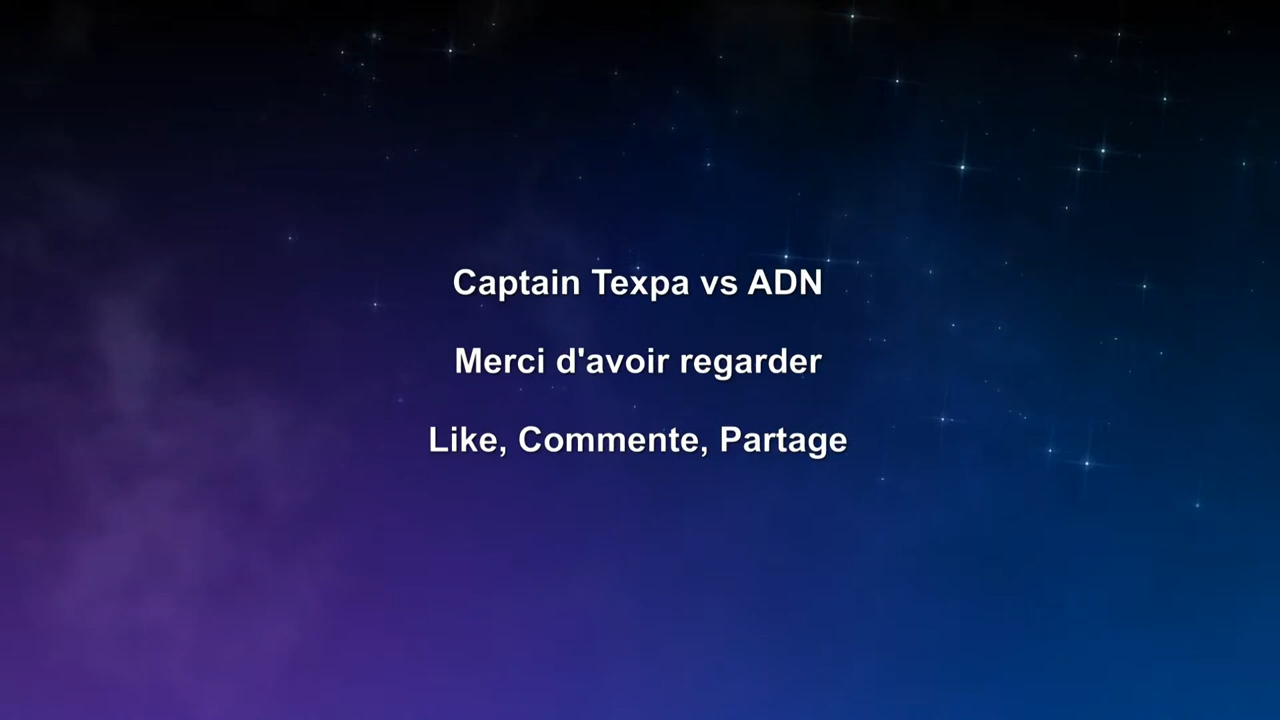 Captain Texpa vs ADN
Merci d'avoir regarder
Like, Commente, Partage